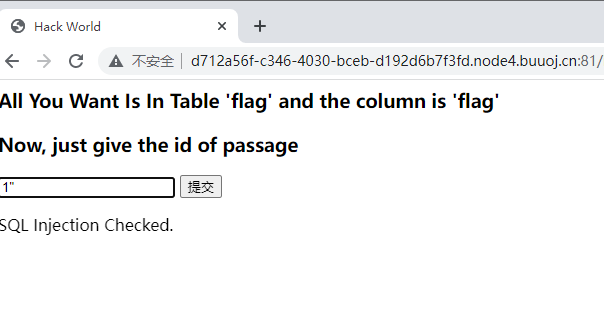 Hack World
不安全 | d712a56f-c346-4030-bceb-d192d6b7f3fd.node4.buuoj.cn:81/
All You Want Is In Table 'flag' and the column is 'flag'
Now, just give the id of passage
1" 提交
SQL Injection Checked.